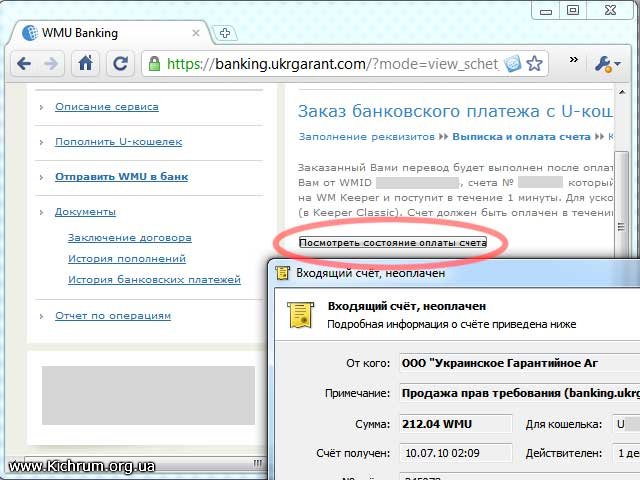 WMU Banking
https://banking.ukrgarant.com/?mode=view_schet
»
Описание сервиса
Пополнить U-кошелек
Отправить WMU в банк
Документы
Заключение договора
История пополнений
История банковских платежей
Отчет по операциям
Заказ банковского платежа с U-кош
Заполнение реквизитов »» Выписка и оплата счета »» К
Заказанный Вами перевод будет выполнен после оплат
Вам от WMID , счета № который
на WM Keeper и поступит в течение 1 минуты. Для уско
(в Keeper Classic). Счет должен быть оплачен в течени
Посмотреть состояние оплаты счета
Входящий счёт, неоплачен
Входящий счёт, неоплачен
Подробная информация о счёте приведена ниже
От кого: ООО "Украинское Гарантийное Аг
Примечание: Продажа прав требования (banking.ukrg
Сумма: 212.04 WMU Для кошелька: U
Счёт получен: 10.07.10 02:09 Действителен: 1 де
www.Kichrum.org.ua